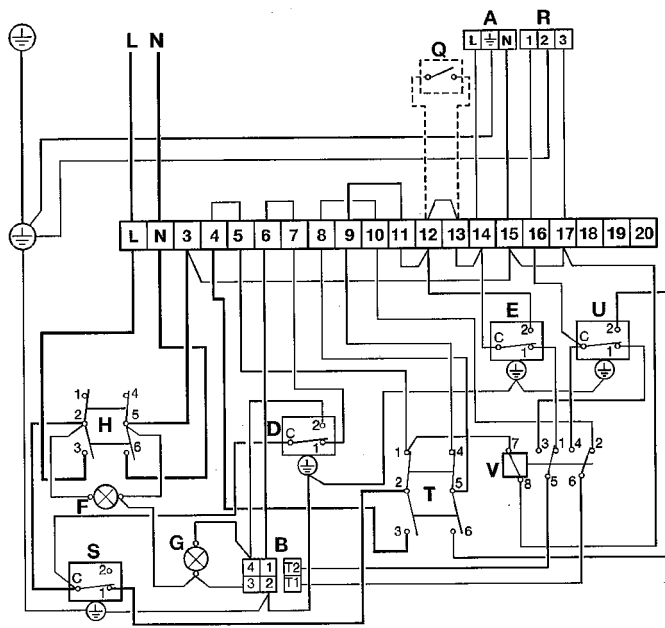 A R
L N Q L N 1 2 3
L N 3 4 5 6 7 8 9 10 11 12 13 14 15 16 17 18 19 20
E U
2 2
C 1 C 1
1 4
2 H 5
3 6
D C 2 1
1 4
7 3 1 4 2
V
2 T 5
8 5 6
F
3 6
S G B
C 2 1
4 1 T2
3 2 T1